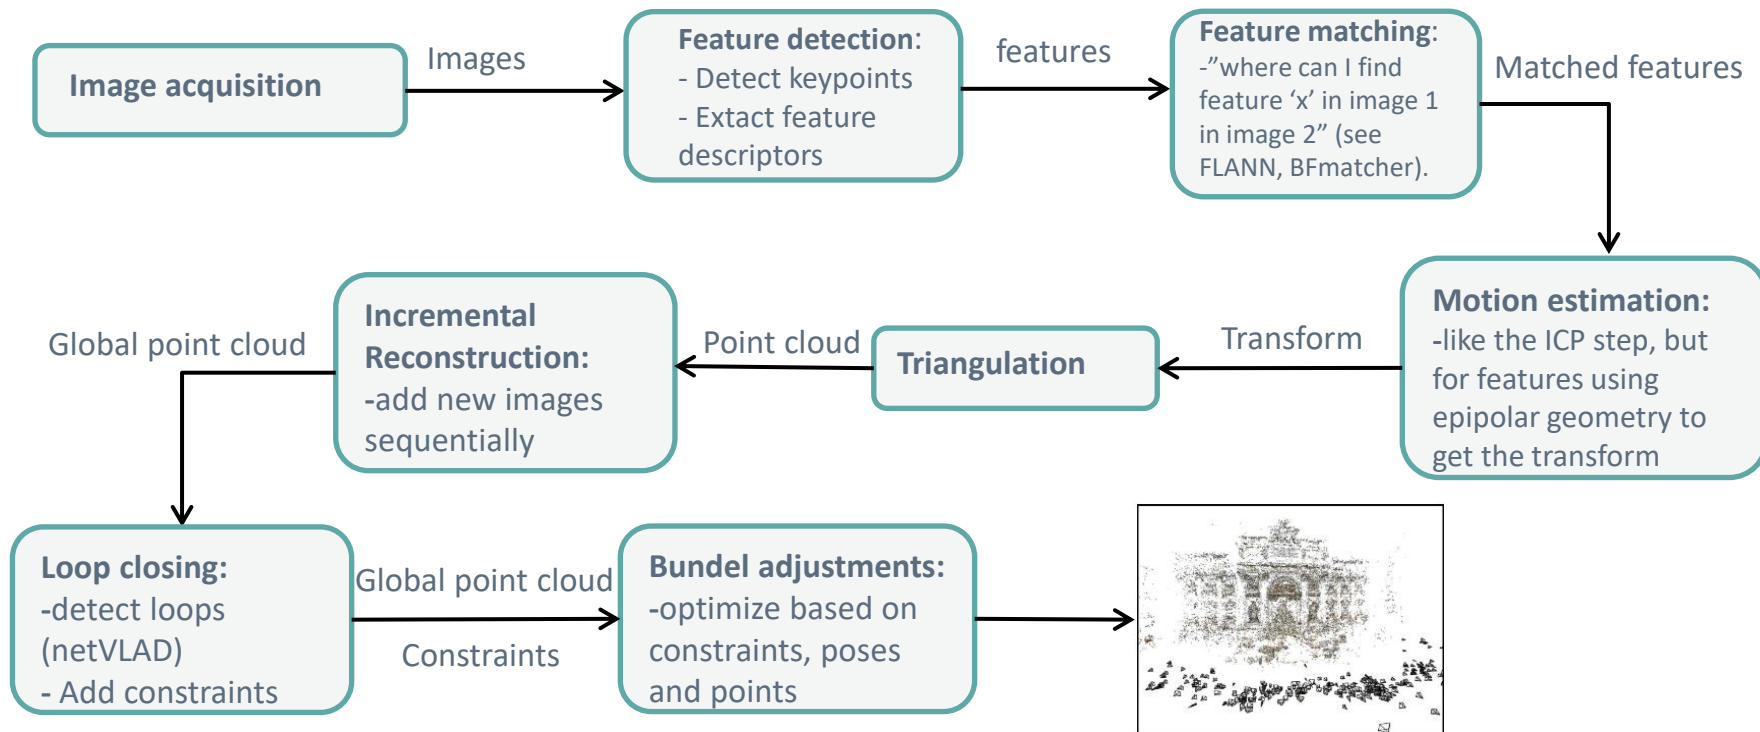 Image acquisition
Images
Feature detection:
- Detect keypoints
- Extact feature
descriptors
features
Feature matching:
-”where can I find
feature ‘x’ in image 1
in image 2” (see
FLANN, BFmatcher).
Matched features
Motion estimation:
-like the ICP step, but
for features using
epipolar geometry to
get the transform
Transform
Triangulation
Point cloud
Incremental
Reconstruction:
-add new images
sequentially
Global point cloud
Loop closing:
-detect loops
(netVLAD)
- Add constraints
Global point cloud
Constraints
Bundel adjustments:
-optimize based on
constraints, poses
and points